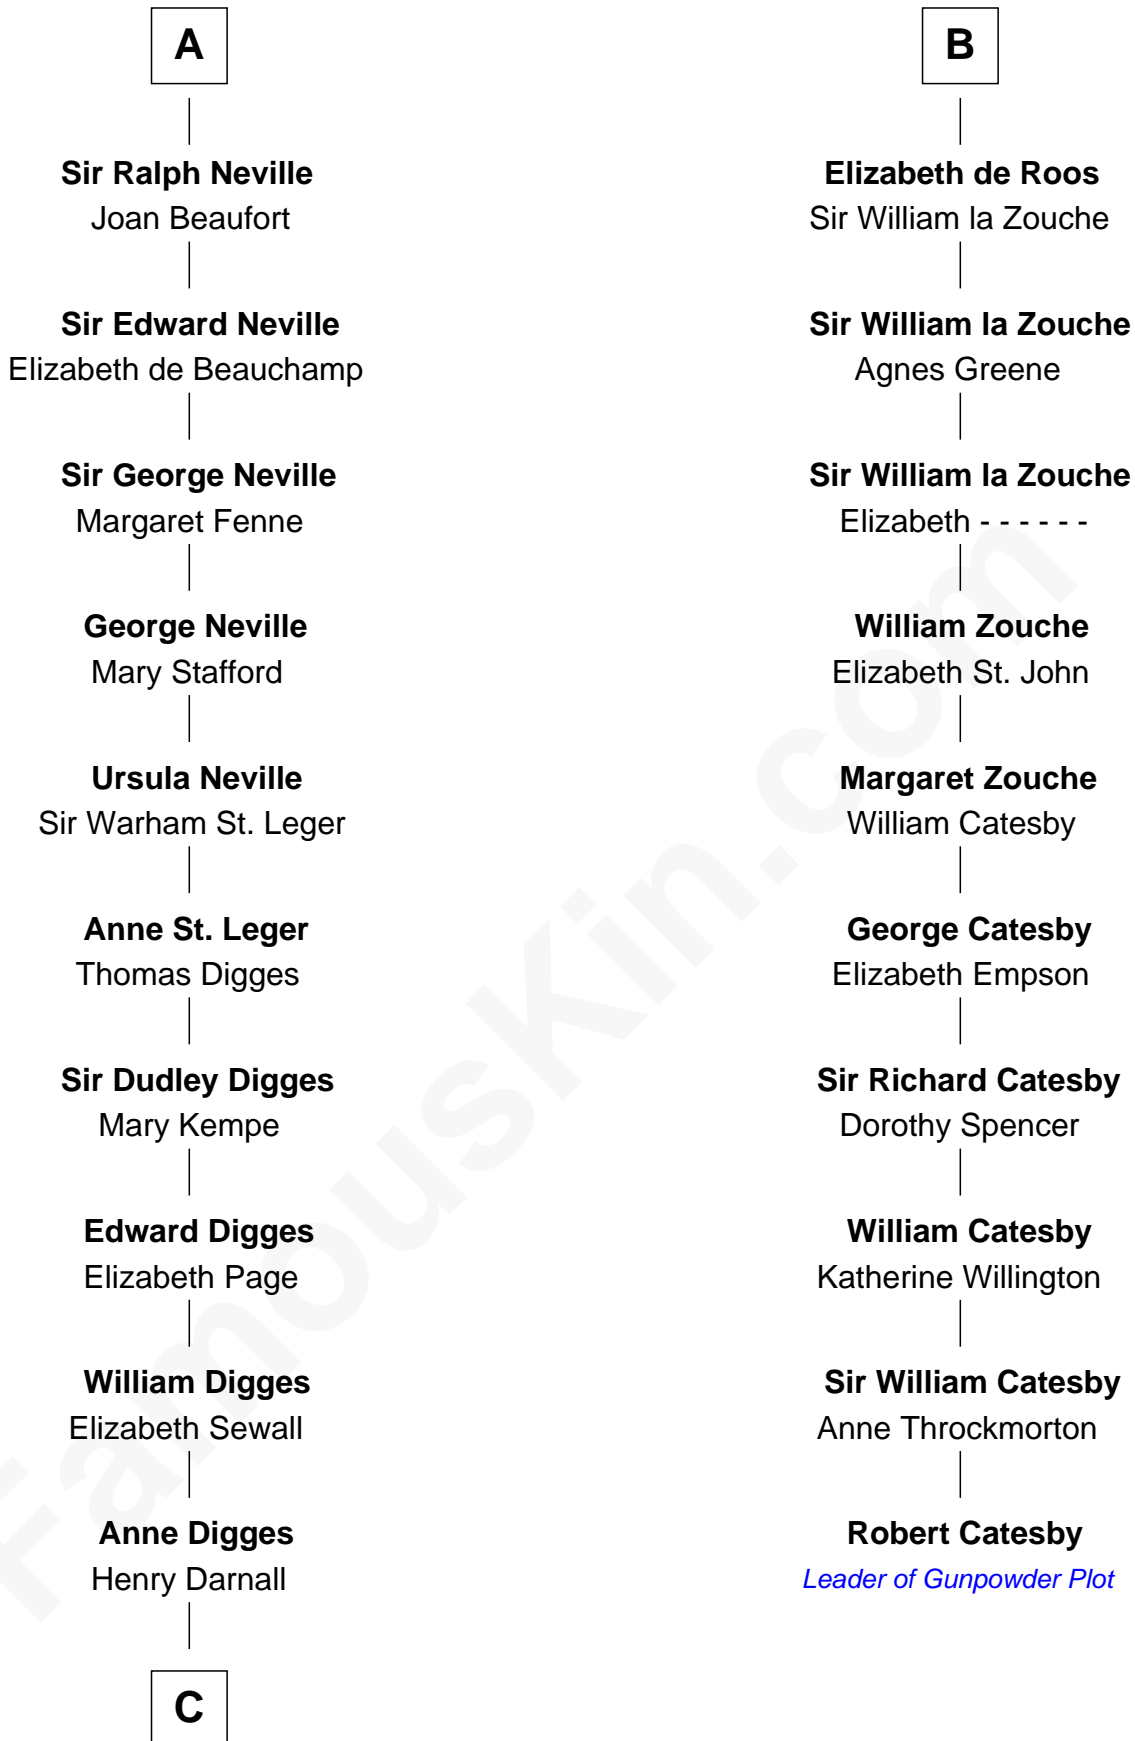 A
Sir Ralph Neville
Joan Beaufort
Sir Edward Neville
Elizabeth de Beauchamp
Sir George Neville
Margaret Fenne
George Neville
Mary Stafford
Ursula Neville
Sir Warham St. Leger
Anne St. Leger
Thomas Digges
Sir Dudley Digges
Mary Kempe
Edward Digges
Elizabeth Page
William Digges
Elizabeth Sewall
Anne Digges
Henry Darnall
C
B
Elizabeth de Roos
Sir William la Zouche
Sir William la Zouche
Agnes Greene
Sir William la Zouche
Elizabeth - - - - - -
William Zouche
Elizabeth St. John
Margaret Zouche
William Catesby
George Catesby
Elizabeth Empson
Sir Richard Catesby
Dorothy Spencer
William Catesby
Katherine Willington
Sir William Catesby
Anne Throckmorton
Robert Catesby
Leader of Gunpowder Plot
FamousKin.com